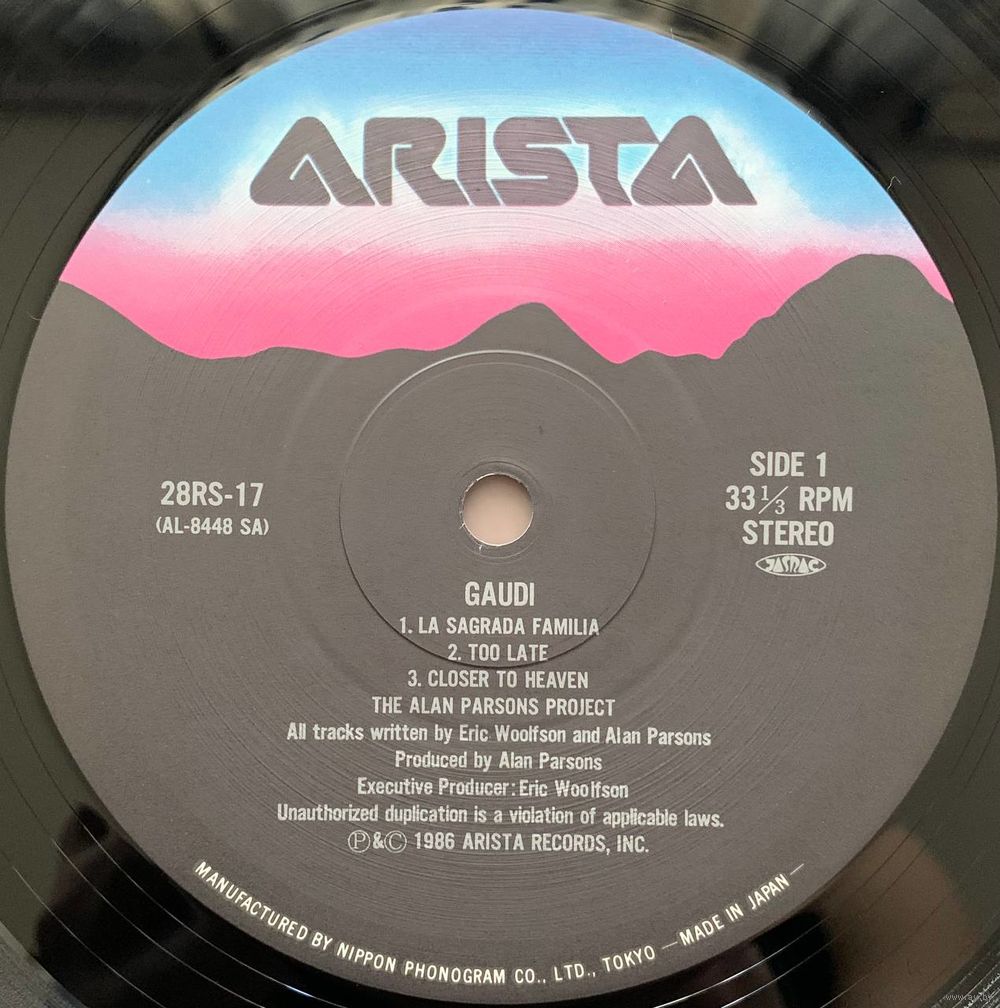 ARISTA
28RS-17
(AL-8448 SA)
SIDE 1
33 1/3 RPM
STEREO
JASRAC
GAUDI
1. LA SAGRADA FAMILIA
2. TOO LATE
3. CLOSER TO HEAVEN
THE ALAN PARSONS PROJECT
All tracks written by Eric Woolfson and Alan Parsons
Produced by Alan Parsons
Executive Producer: Eric Woolfson
Unauthorized duplication is a violation of applicable laws.
Ⓟ&© 1986 ARISTA RECORDS, INC.
MANUFACTURED BY NIPPON PHONOGRAM CO., LTD., TOKYO —MADE IN JAPAN—